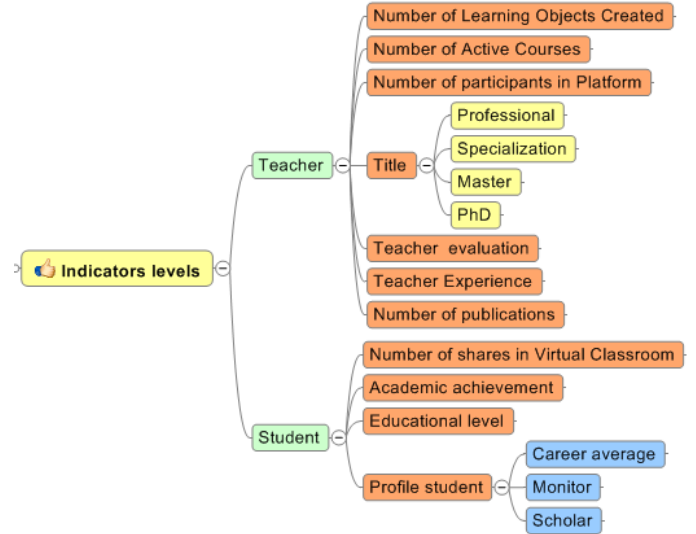 Number of Learning Objects Created
Number of Active Courses
Number of participants in Platform
Professional
Specialization
Teacher
Title
Master
PhD
Teacher evaluation
Indicators levels
Teacher Experience
Number of publications
Number of shares in Virtual Classroom
Academic achievement
Educational level
Student
Career average
Profile student
Monitor
Scholar